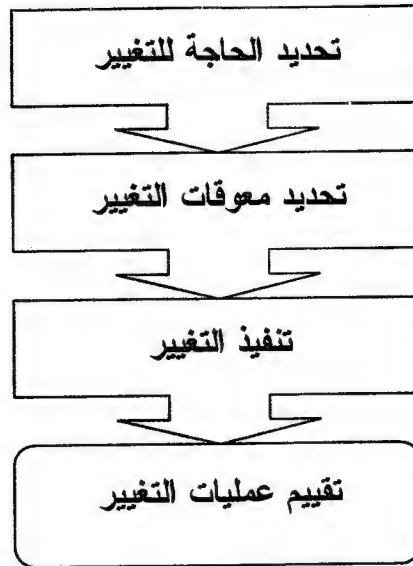 تحديد الحاجة للتغيير
تحديد معوقات التغيير
تنفيذ التغيير
تقييم عمليات التغيير